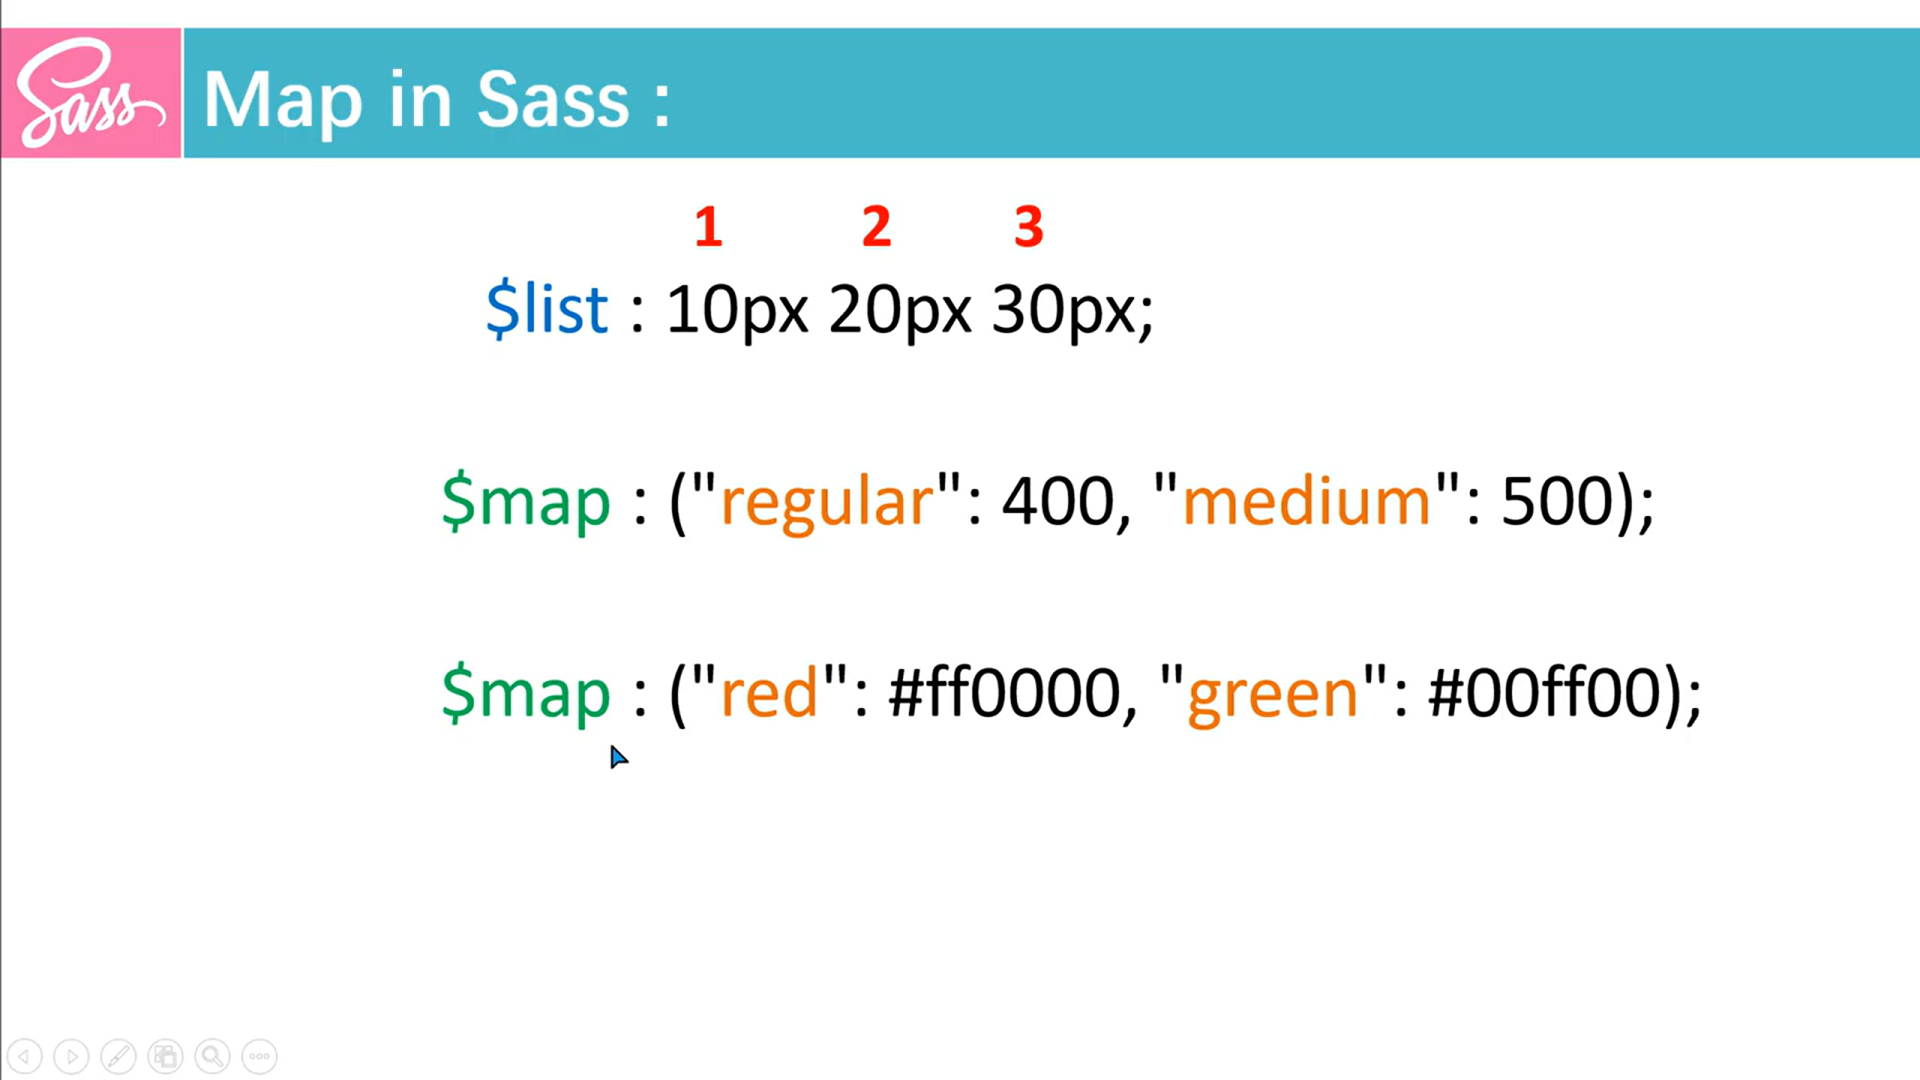 Sass
Map in Sass :
1 2 3
$list : 10px 20px 30px;
$map : ("regular": 400, "medium": 500);
$map : ("red": #ff0000, "green": #00ff00);